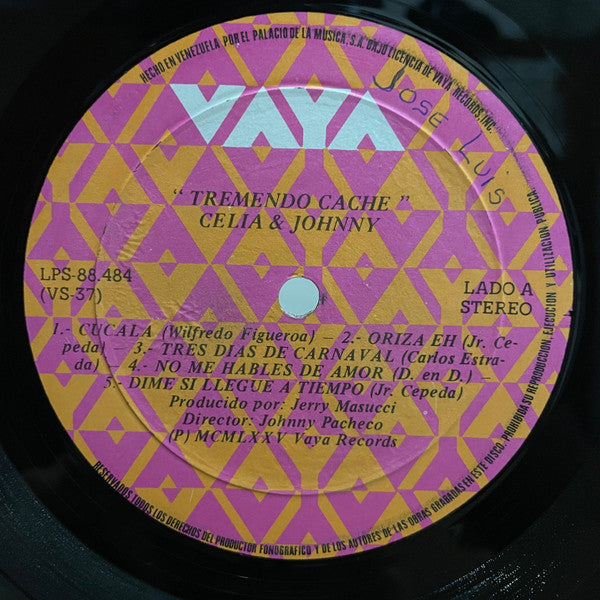 HECHO EN VENEZUELA POR EL PALACIO DE LA MUSICA, S.A. BAJO LICENCIA DE VAYA RECORDS, INC.
JOSE LUIS
VAYA
“ TREMENDO CACHE ”
CELIA & JOHNNY
LPS-88.484
(VS-37)
LADO A
STEREO
1.- CUCALA (Wilfredo Figueroa) — 2.- ORIZA EH (Jr. Ce-
peda) — 3.- TRES DIAS DE CARNAVAL (Carlos Estra-
da) — 4.- NO ME HABLES DE AMOR (D. en D.) —
5.- DIME SI LLEGUE A TIEMPO (Jr. Cepeda)
Producido por: Jerry Masucci
Director: Johnny Pacheco
(P) MCMLXXV Vaya Records
RESERVADOS TODOS LOS DERECHOS DEL PRODUCTOR FONOGRAFICO Y DE LOS AUTORES DE LAS OBRAS GRABADAS EN ESTE DISCO. PROHIBIDA SU REPRODUCCION, EJECUCION Y UTILIZACION PUBLICA.